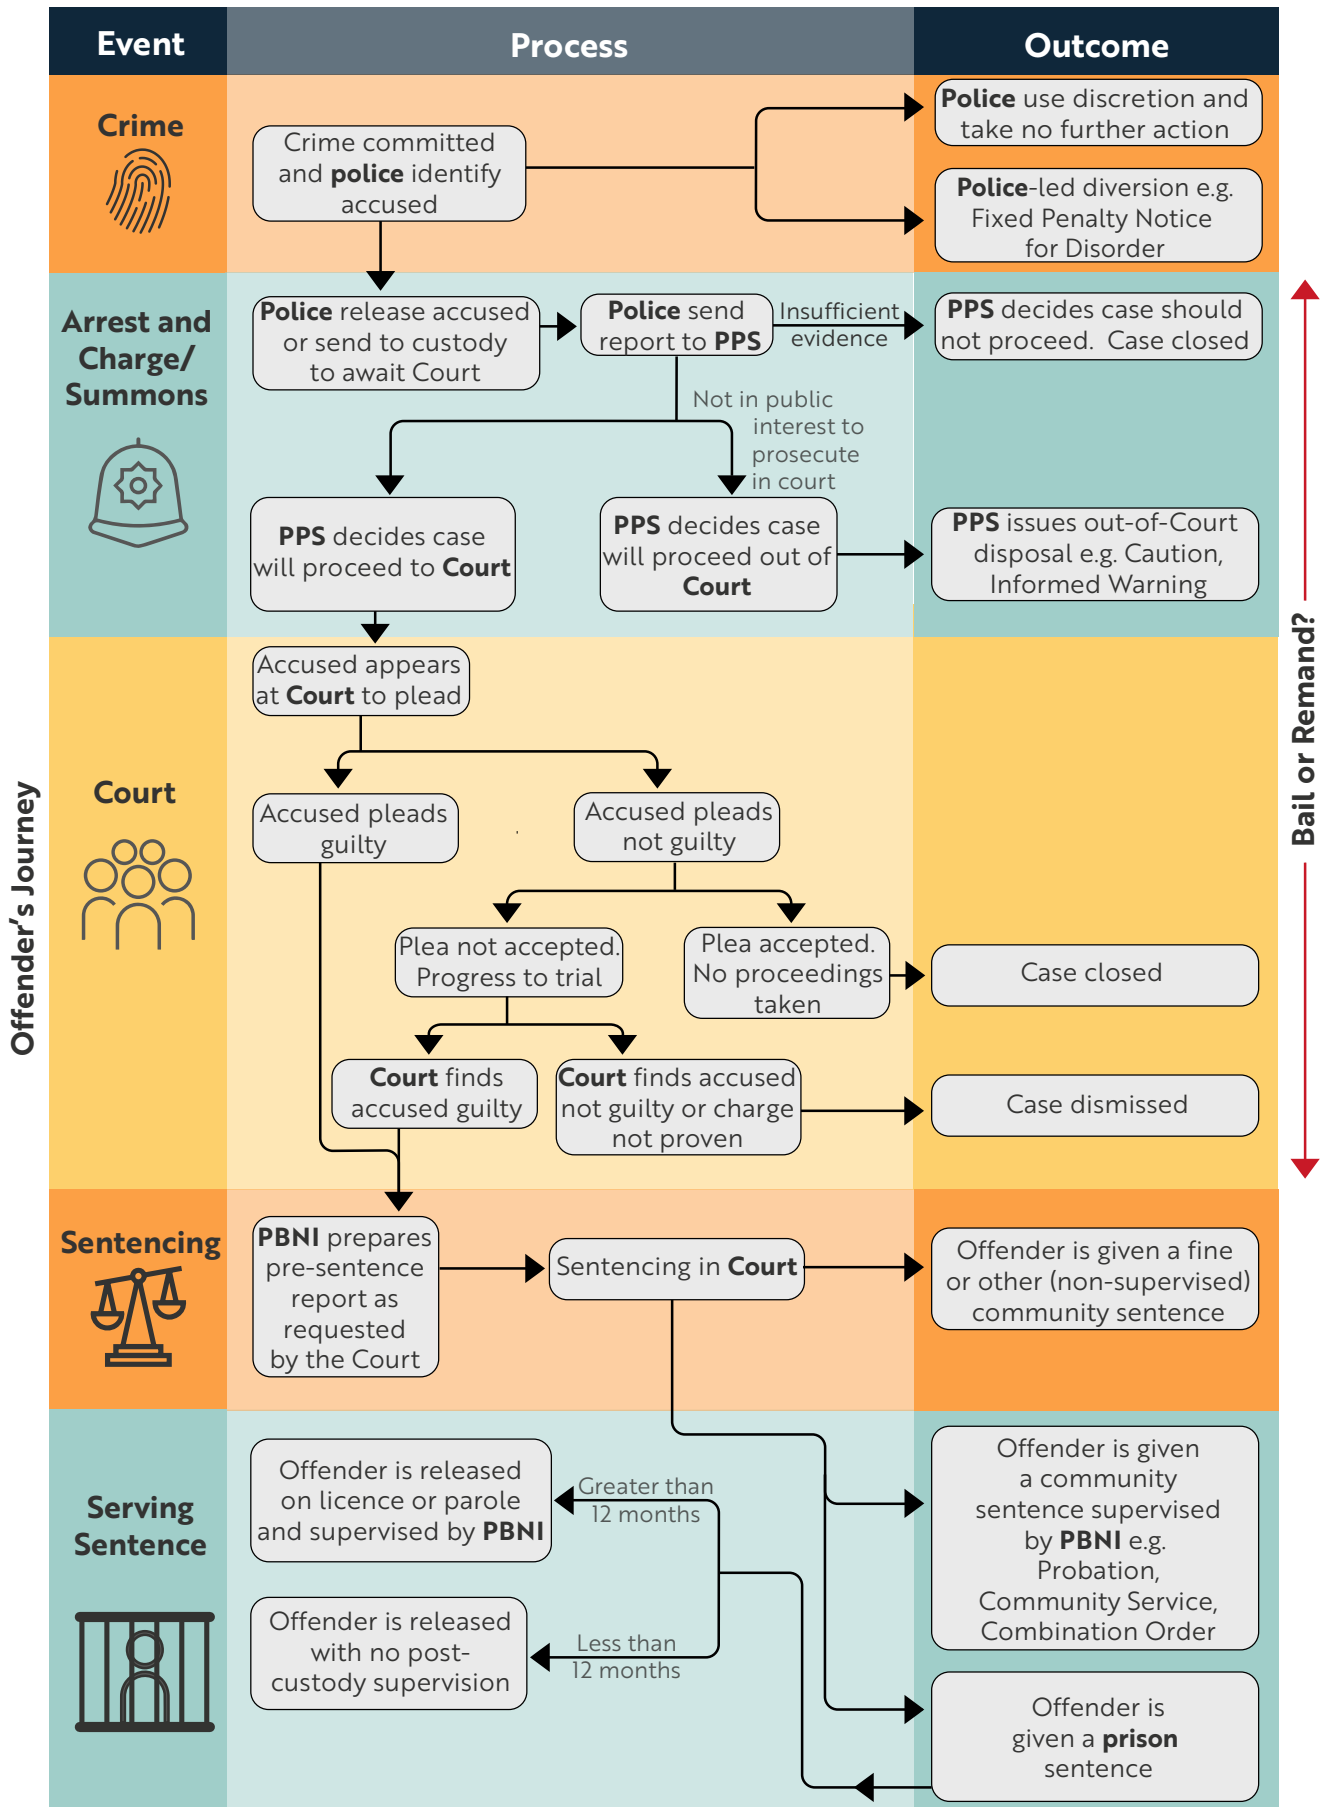 Event
Process
Outcome
Crime
Crime committed
and police identify
accused
Police use discretion and
take no further action
Police-led diversion e.g.
Fixed Penalty Notice
for Disorder
Arrest and
Charge/
Summons
Police release accused
or send to custody
to await Court
Police send
report to PPS
Insufficient
evidence
PPS decides case should
not proceed. Case closed
Not in public
interest to
prosecute
in court
PPS decides case
will proceed to Court
PPS decides case
will proceed out of
Court
PPS issues out-of-Court
disposal e.g. Caution,
Informed Warning
Bail or Remand?
Offender's Journey
Court
Accused appears
at Court to plead
Accused pleads
guilty
Accused pleads
not guilty
Plea not accepted.
Progress to trial
Plea accepted.
No proceedings
taken
Case closed
Court finds
accused guilty
Court finds accused
not guilty or charge
not proven
Case dismissed
Sentencing
PBNI prepares
pre-sentence
report as
requested
by the Court
Sentencing in Court
Offender is given a fine
or other (non-supervised)
community sentence
Serving
Sentence
Offender is released
on licence or parole
and supervised by PBNI
Greater than
12 months
Offender is given
a community
sentence supervised
by PBNI e.g.
Probation,
Community Service,
Combination Order
Offender is released
with no post-
custody supervision
Less than
12 months
Offender is
given a prison
sentence